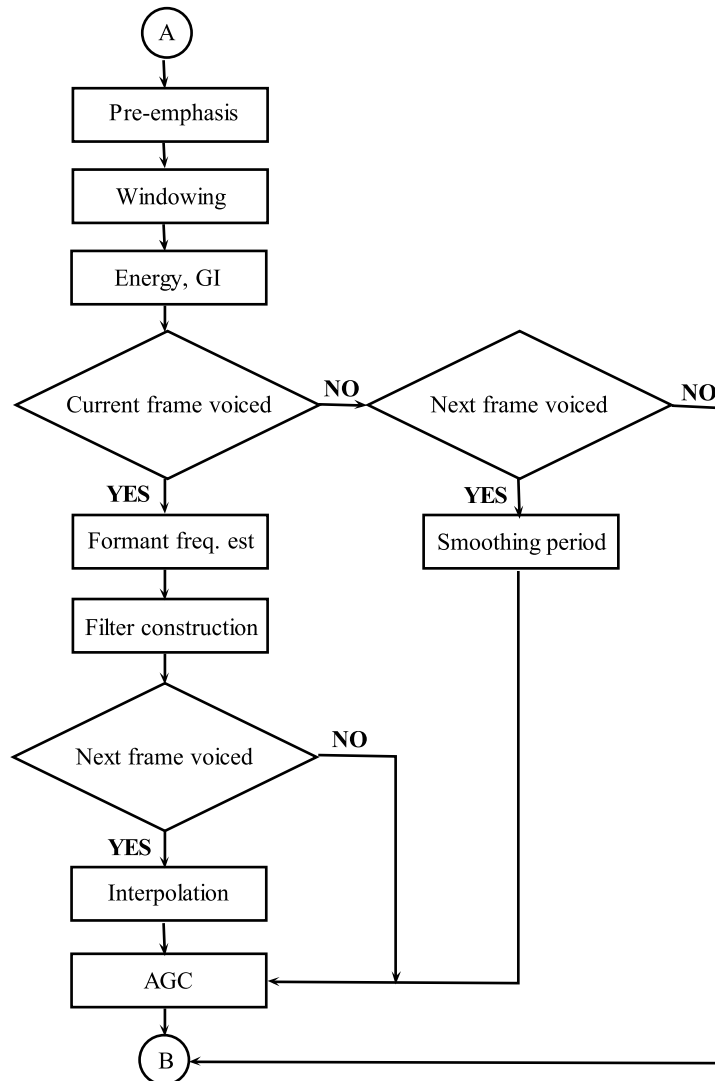 A
Pre-emphasis
Windowing
Energy, GI
Current frame voiced
NO
Next frame voiced
NO
YES
YES
Formant freq. est
Smoothing period
Filter construction
Next frame voiced
NO
YES
Interpolation
AGC
B